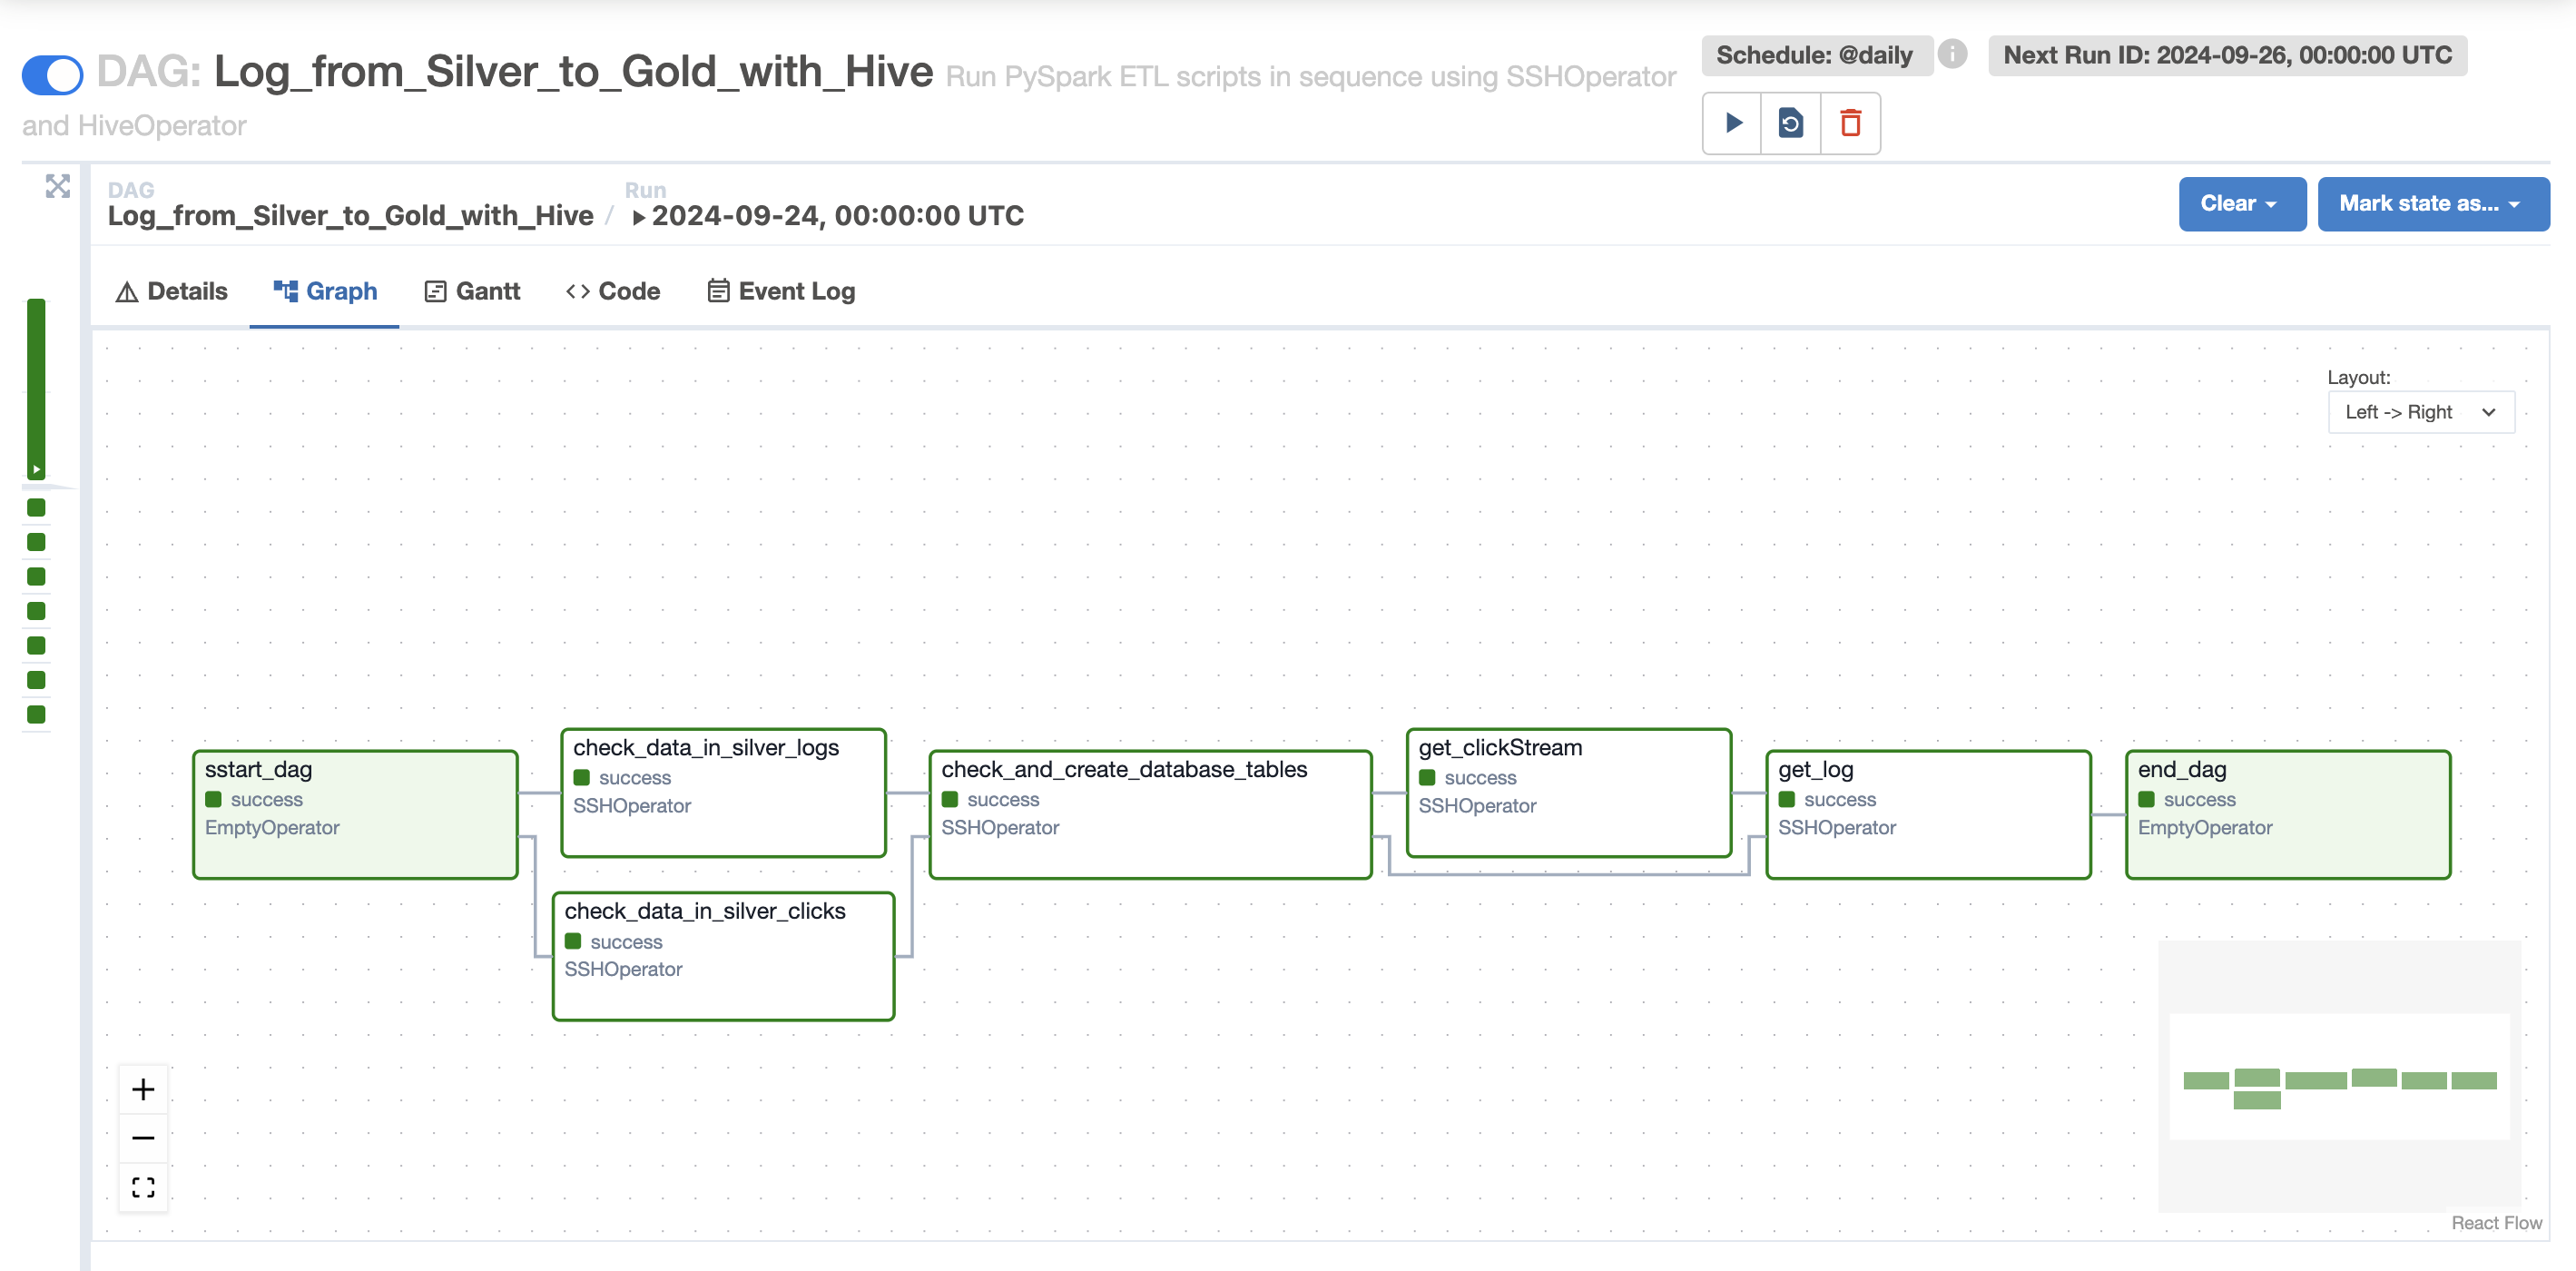 DAG: Log_from_Silver_to_Gold_with_Hive Run PySpark ETL scripts in sequence using SSHOperator
and HiveOperator
Schedule: @daily
Next Run ID: 2024-09-26, 00:00:00 UTC
DAG
Log_from_Silver_to_Gold_with_Hive /
Run
2024-09-24, 00:00:00 UTC
Clear
Mark state as...
Details
Graph
Gantt
Code
Event Log
Layout:
Left -> Right
sstart_dag
success
EmptyOperator
check_data_in_silver_logs
success
SSHOperator
check_data_in_silver_clicks
success
SSHOperator
check_and_create_database_tables
success
SSHOperator
get_clickStream
success
SSHOperator
get_log
success
SSHOperator
end_dag
success
EmptyOperator
React Flow